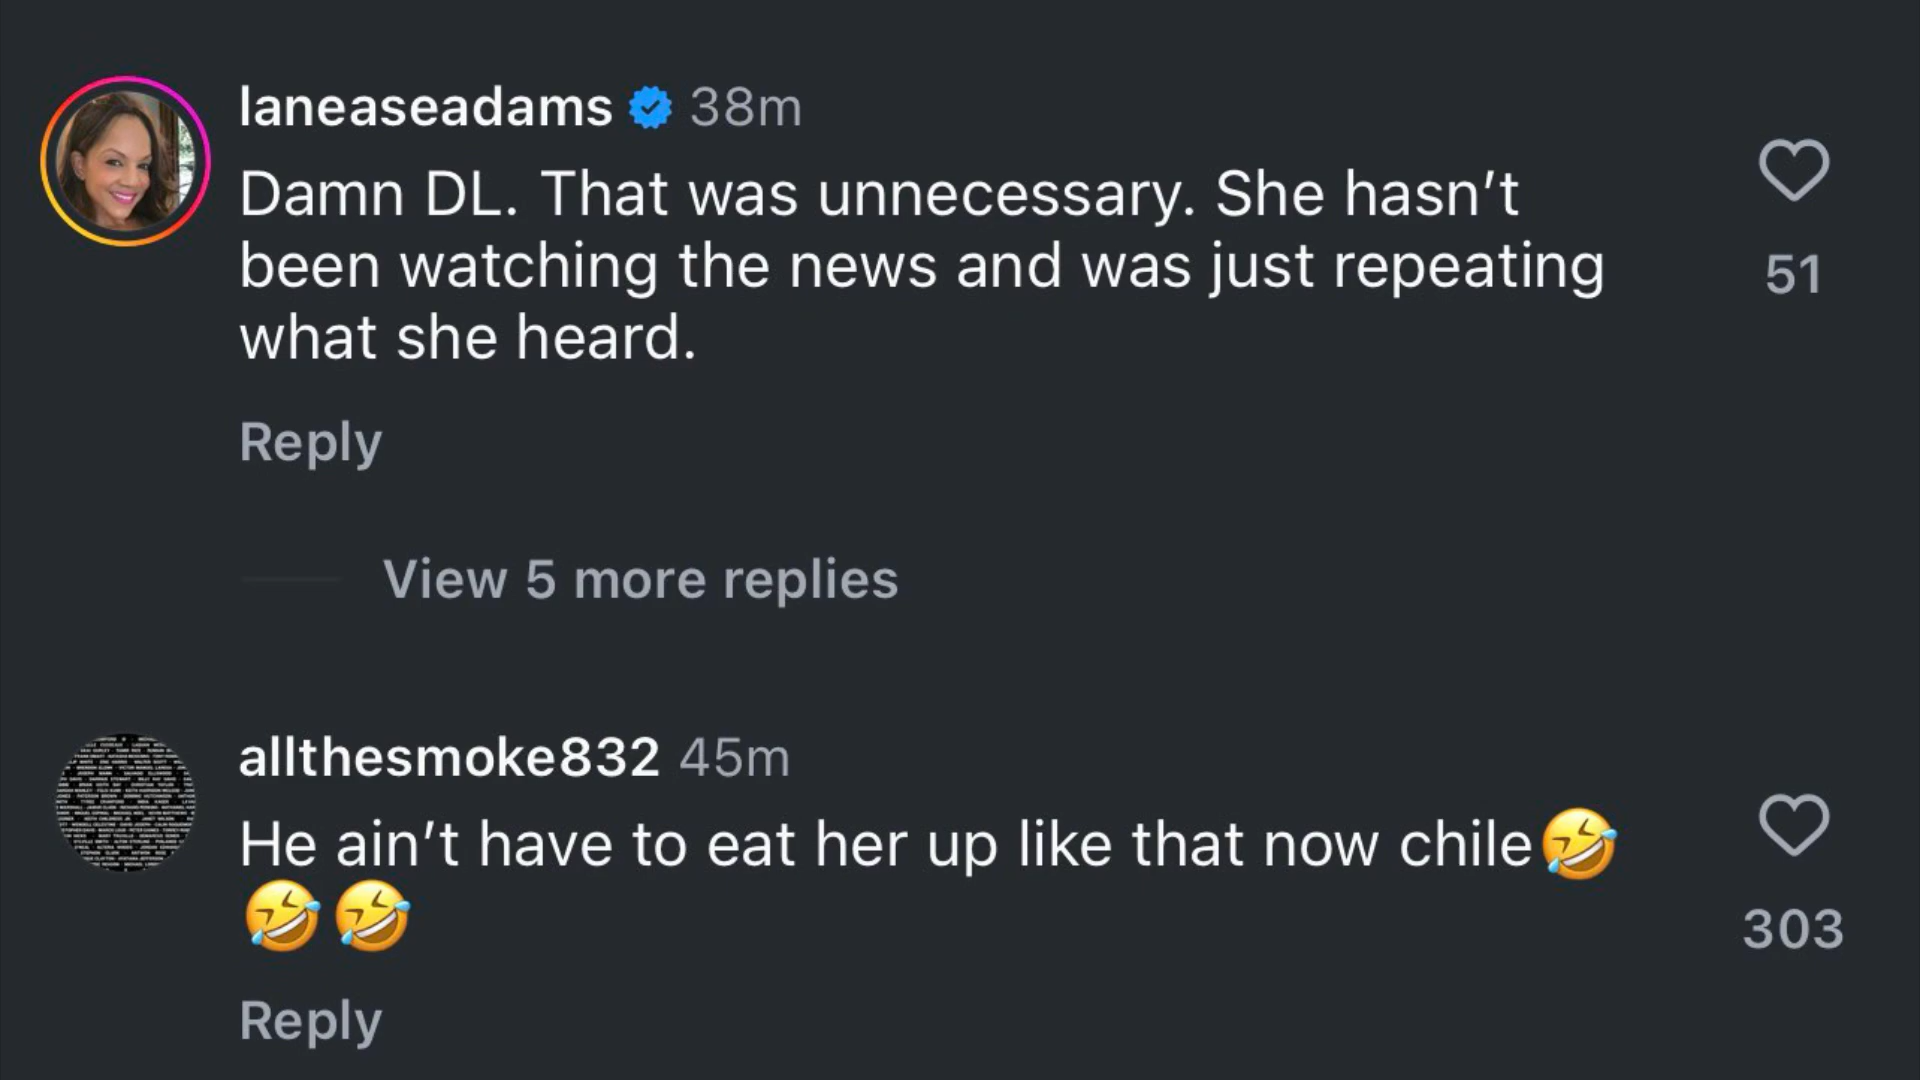 laneaseadams 38m
Damn DL. That was unnecessary. She hasn’t
been watching the news and was just repeating
what she heard.
51
Reply
View 5 more replies
allthesmoke832 45m
He ain’t have to eat her up like that now chile🤣
🤣🤣
303
Reply